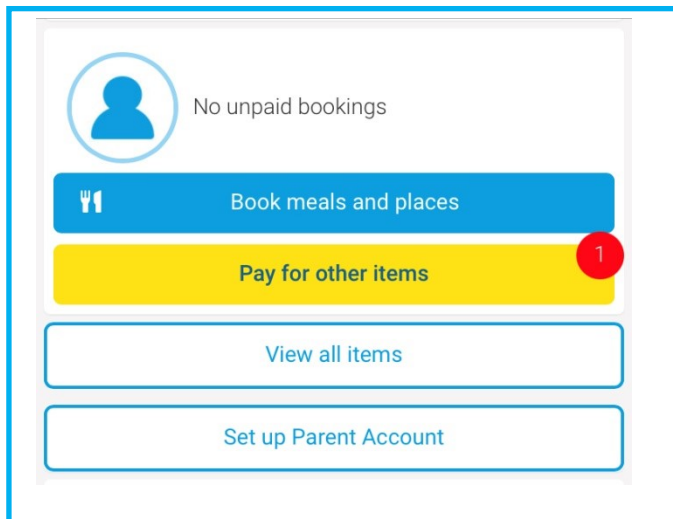 No unpaid bookings
Book meals and places
1
Pay for other items
View all items
Set up Parent Account